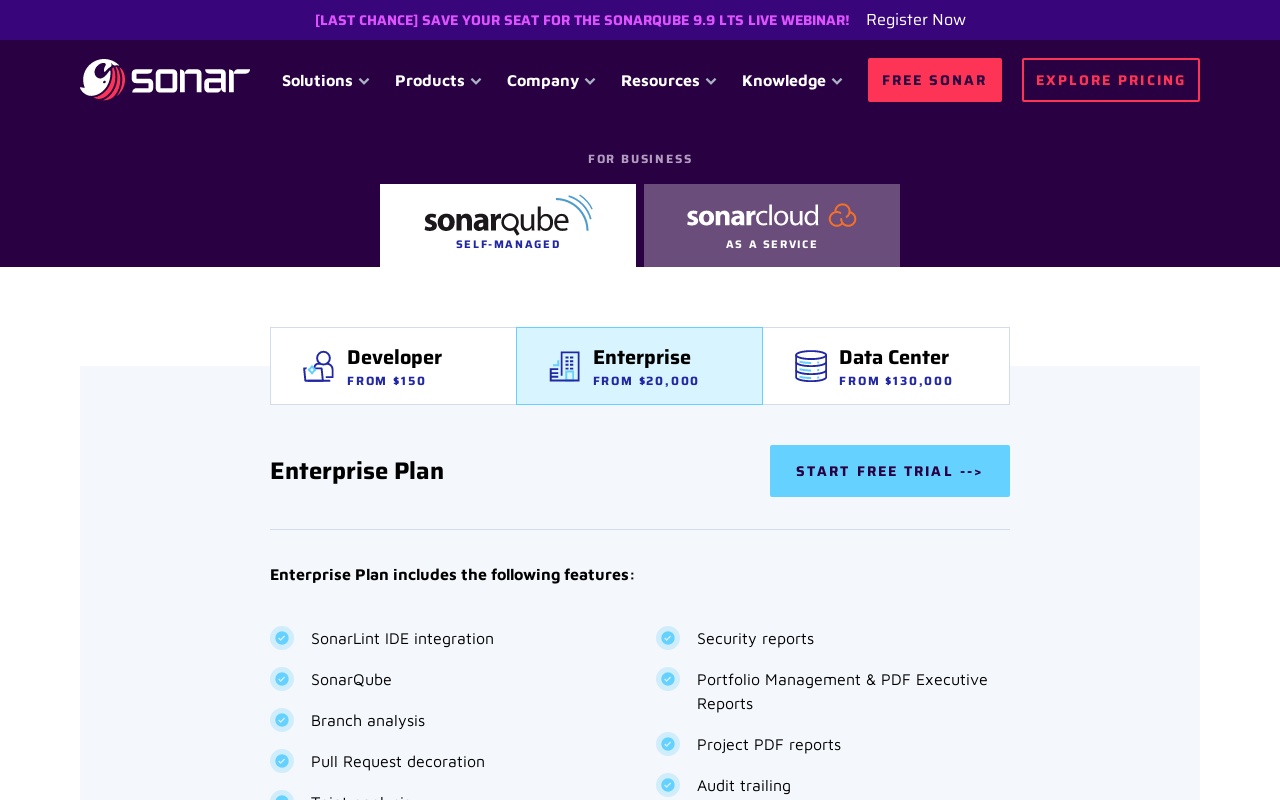 [LAST CHANCE] SAVE YOUR SEAT FOR THE SONARQUBE 9.9 LTS LIVE WEBINAR! Register Now
sonar Solutions Products Company Resources Knowledge FREE SONAR EXPLORE PRICING
FOR BUSINESS
sonarqube
SELF-MANAGED
sonarcloud
AS A SERVICE
Developer
FROM $150
Enterprise
FROM $20,000
Data Center
FROM $130,000
Enterprise Plan
START FREE TRIAL -->
Enterprise Plan includes the following features:
SonarLint IDE integration
SonarQube
Branch analysis
Pull Request decoration
Security reports
Portfolio Management & PDF Executive
Reports
Project PDF reports
Audit trailing